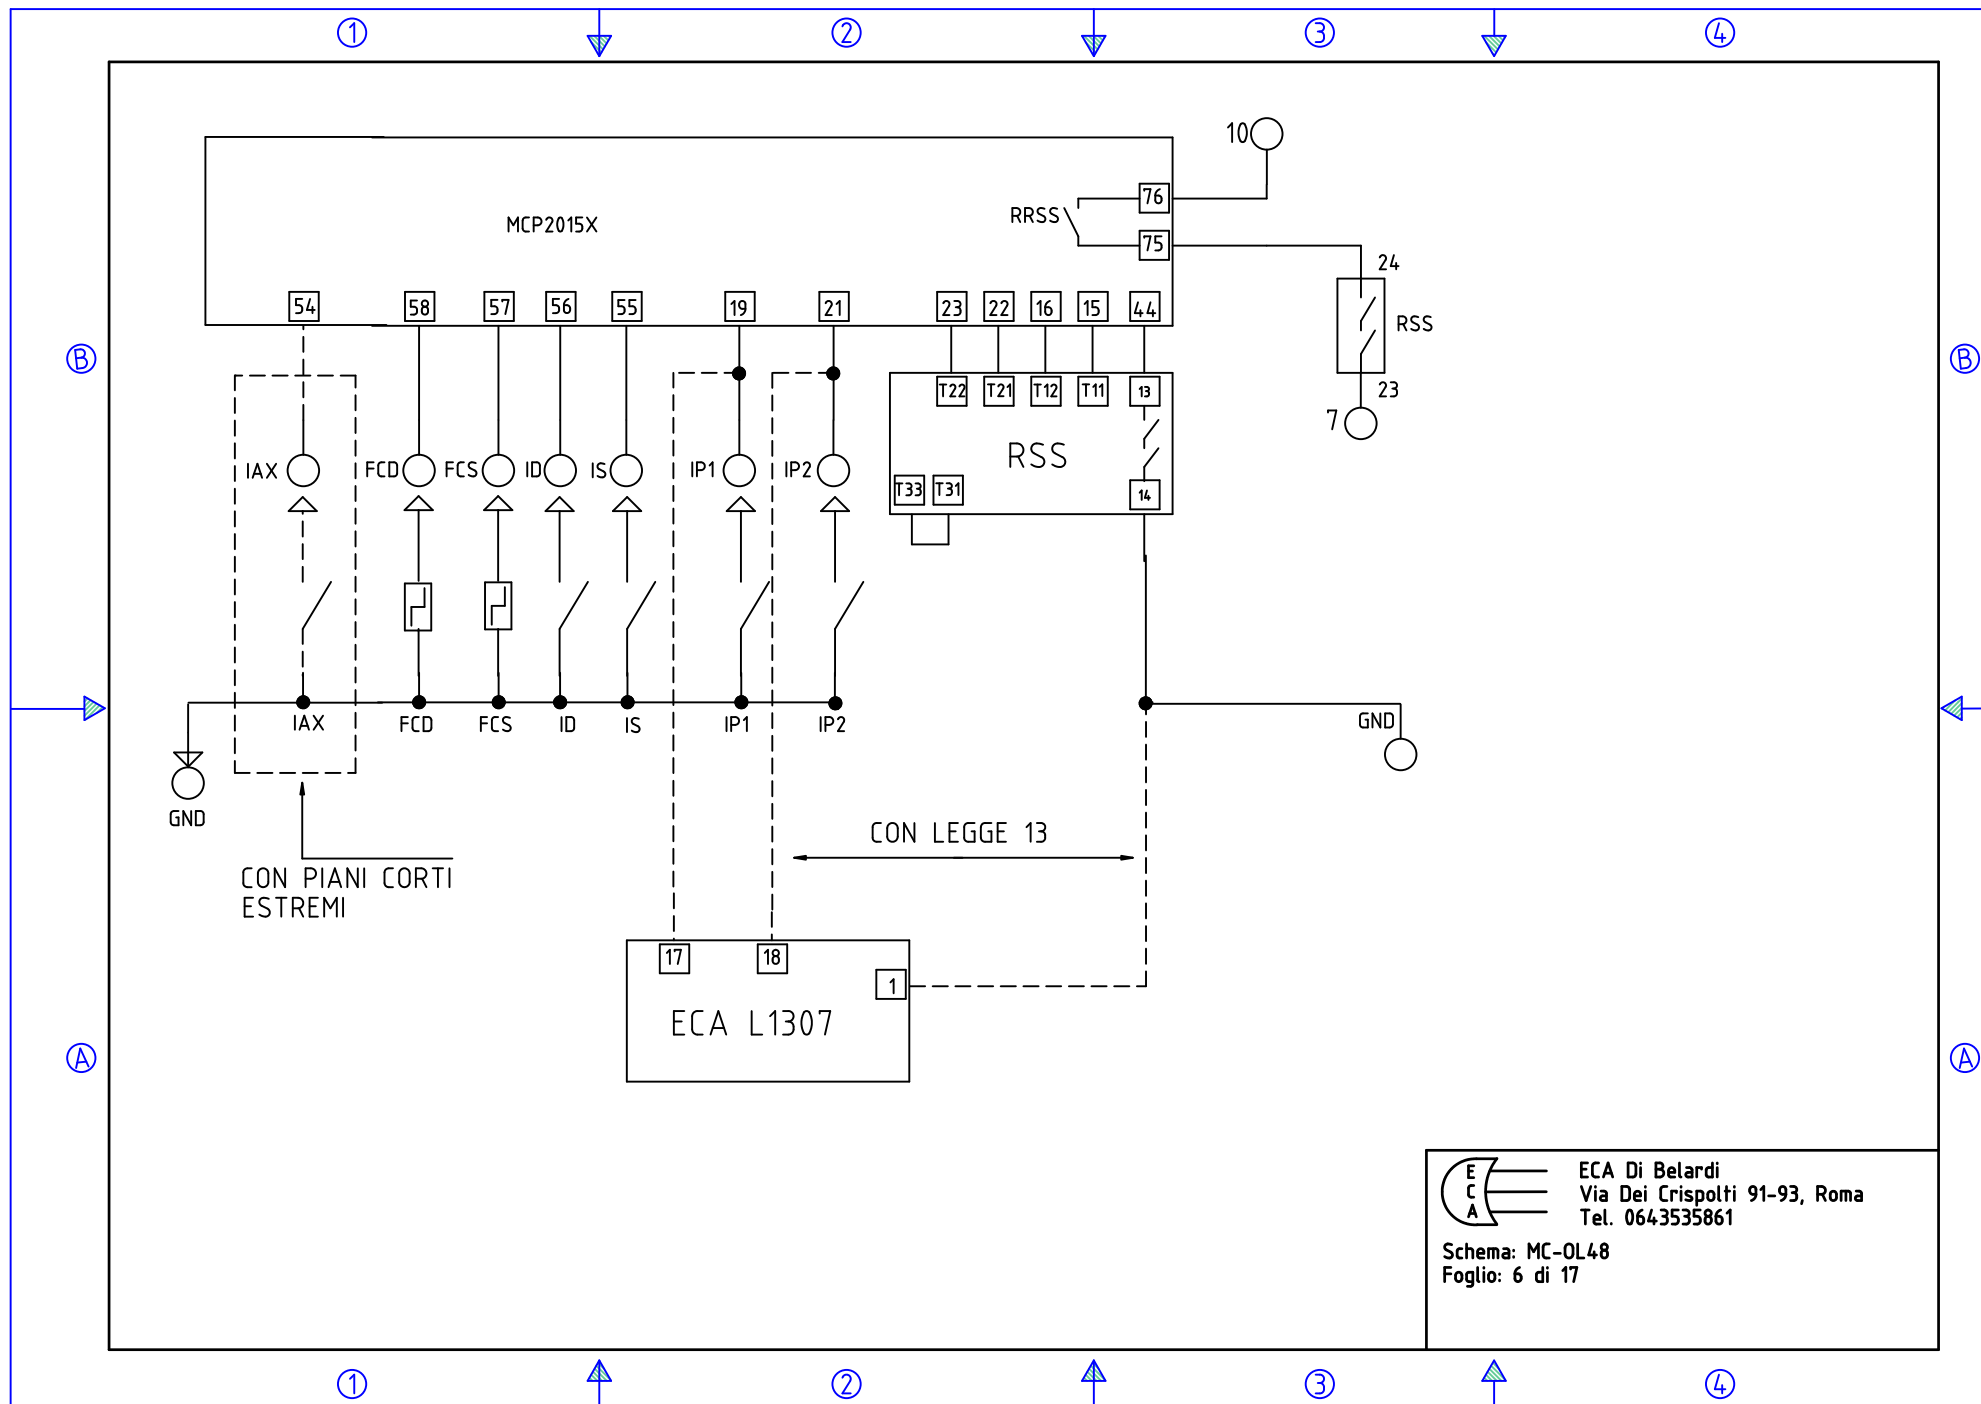 1 2 3 4
10
76
RRSS
MCP2015X
75
24
54 58 57 56 55 19 21 23 22 16 15 44
RSS
B B
T22 T21 T12 T11 13
23
7
RSS
IAX FCD FCS ID IS IP1 IP2
T33 T31 14
IAX FCD FCS ID IS IP1 IP2
GND
GND
CON LEGGE 13
CON PIANI CORTI
ESTREMI
17 18
1
ECA L1307
A A
E
C
A
ECA Di Belardi
Via Dei Crispolti 91-93, Roma
Tel. 0643535861
Schema: MC-OL48
Foglio: 6 di 17
1 2 3 4